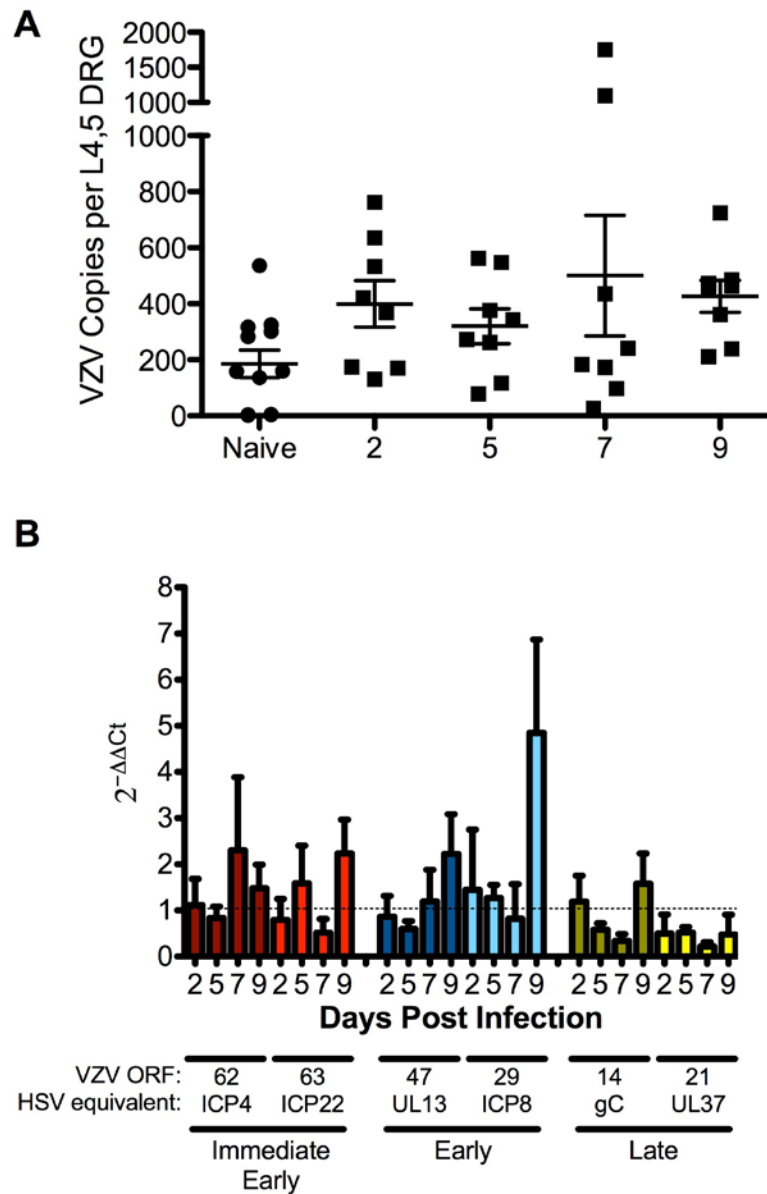 A
VZV Copies per L4,5 DRG
2000
1500
1000
1000
800
600
400
200
0
Naive 2 5 7 9
B
2^-ΔΔCt
8
7
6
5
4
3
2
1
0
2 5 7 9 2 5 7 9 2 5 7 9 2 5 7 9 2 5 7 9 2 5 7 9
Days Post Infection
VZV ORF: 62 63 47 29 14 21
HSV equivalent: ICP4 ICP22 UL13 ICP8 gC UL37
Immediate Early Late
Early